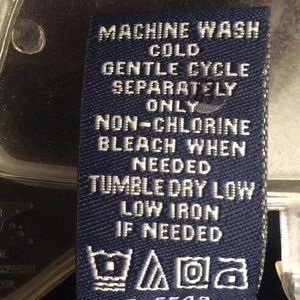 MACHINE WASH
COLD
GENTLE CYCLE
SEPARATELY
ONLY
NON-CHLORINE
BLEACH WHEN
NEEDED
TUMBLE DRY LOW
LOW IRON
IF NEEDED